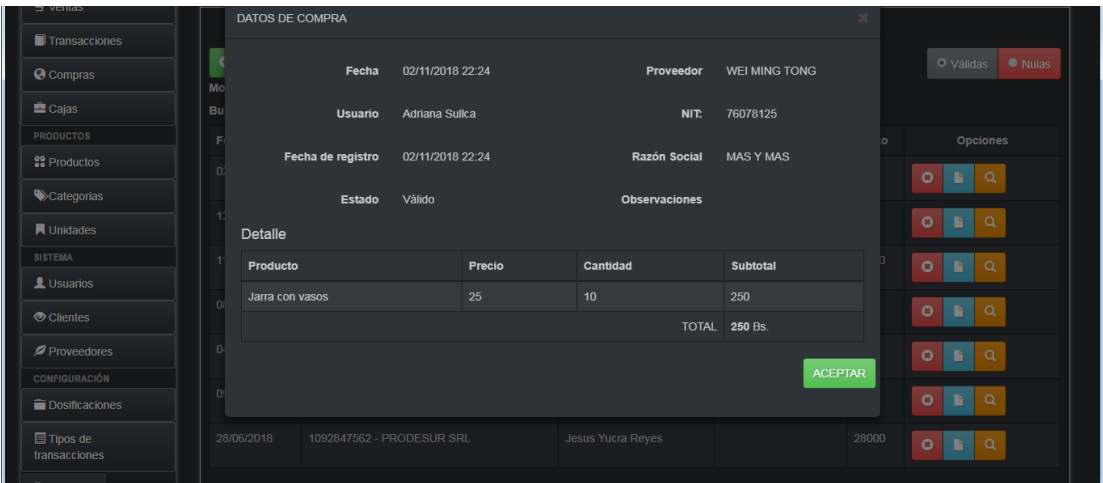 Ventas
Transacciones
Compras
Cajas
PRODUCTOS
Productos
Categorias
Unidades
SISTEMA
Usuarios
Clientes
Proveedores
CONFIGURACIÓN
Dosificaciones
Tipos de
transacciones
DATOS DE COMPRA
Fecha 02/11/2018 22:24 Proveedor WEI MING TONG
Usuario Adriana Sullca NIT: 76078125
Fecha de registro 02/11/2018 22:24 Razón Social MAS Y MAS
Estado Válido Observaciones
Detalle
Producto Precio Cantidad Subtotal
Jarra con vasos 25 10 250
TOTAL 250 Bs.
ACEPTAR
Válidas Nulas
Opciones
28/06/2018 1092847562 - PRODESUR SRL Jesus Yucra Reyes 28000